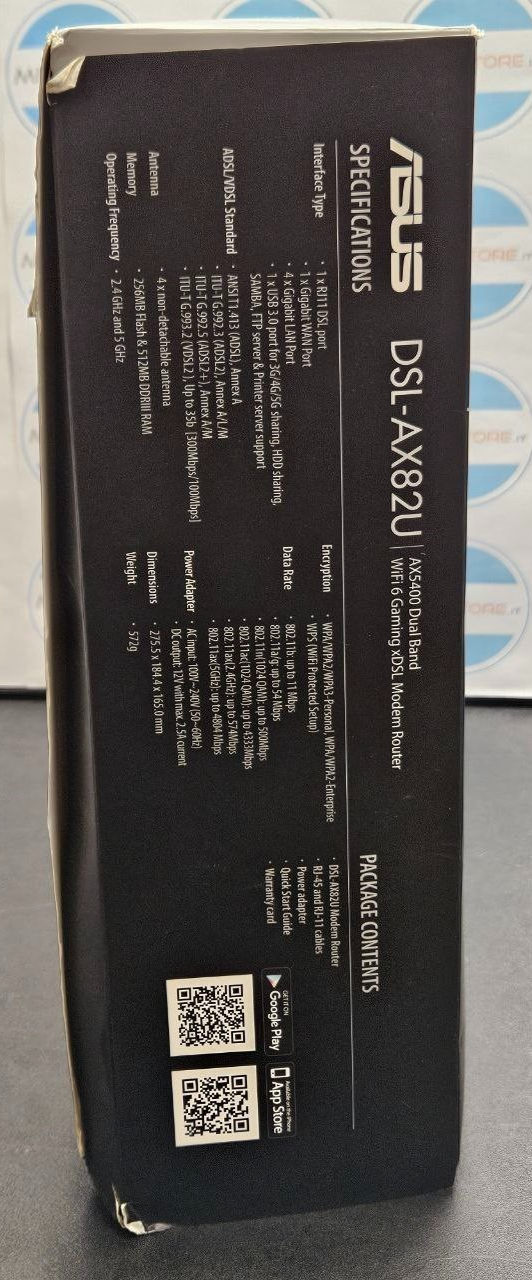 ASUS DSL-AX82U
AX5400 Dual Band
WiFi 6 Gaming xDSL Modem Router
SPECIFICATIONS
Interface Type
· 1 x RJ11 DSL port
· 1 x Gigabit WAN Port
· 4 x Gigabit LAN Port
· 1 x USB 3.0 port for 3G/4G/5G sharing, HDD sharing,
SAMBA, FTP server & Printer server support
ADSL/VDSL Standard
· ANSI T1.413 (ADSL), Annex A
· ITU-T G.992.3 (ADSL2), Annex A/L/M
· ITU-T G.992.5 (ADSL2+), Annex A/M
· ITU-T G.993.2 (VDSL2), Up to 35b [300Mbps/100Mbps]
Antenna
· 4 x non-detachable antenna
Memory
· 256MB Flash & 512MB DDRIII RAM
Operating Frequency
· 2.4 GHz and 5 GHz
Encryption
· WPA/WPA2/WPA3-Personal, WPA/WPA2-Enterprise
· WPS (WiFi Protected Setup)
Data Rate
· 802.11b: up to 11 Mbps
· 802.11a/g: up to 54 Mbps
· 802.11n(1024 QAM): up to 500Mbps
· 802.11ac(1024 QAM): up to 4333Mbps
· 802.11ax(2.4GHz): up to 574Mbps
· 802.11ax(5GHz): up to 4804 Mbps
Power Adapter
· AC input: 100V~240V (50~60Hz)
· DC output: 12V with max. 2.5A current
Dimensions
· 275.5 x 184.4 x 165.0 mm
Weight
· 572g
PACKAGE CONTENTS
· DSL-AX82U Modem Router
· RJ-45 and RJ-11 cables
· Power adapter
· Quick Start Guide
· Warranty card
GET IT ON
Google Play
Available on the iPhone
App Store